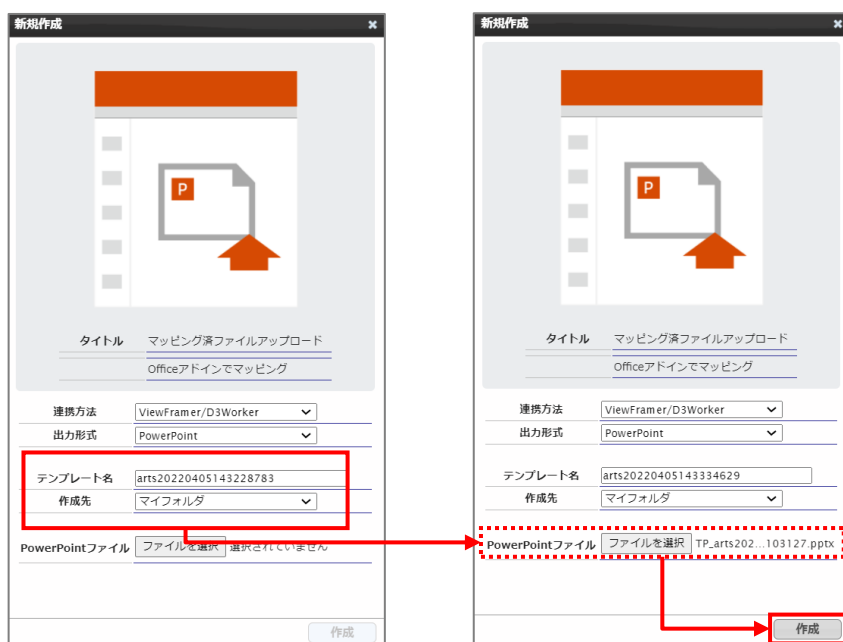 新規作成
×
P
タイトル
マッピング済ファイルアップロード
Officeアドインでマッピング
連携方法
ViewFramer/D3Worker
出力形式
PowerPoint
テンプレート名
arts20220405143228783
作成先
マイフォルダ
PowerPointファイル
ファイルを選択
選択されていません
作成
新規作成
×
P
タイトル
マッピング済ファイルアップロード
Officeアドインでマッピング
連携方法
ViewFramer/D3Worker
出力形式
PowerPoint
テンプレート名
arts20220405143334629
作成先
マイフォルダ
PowerPointファイル
ファイルを選択
TP_arts202...103127.pptx
作成